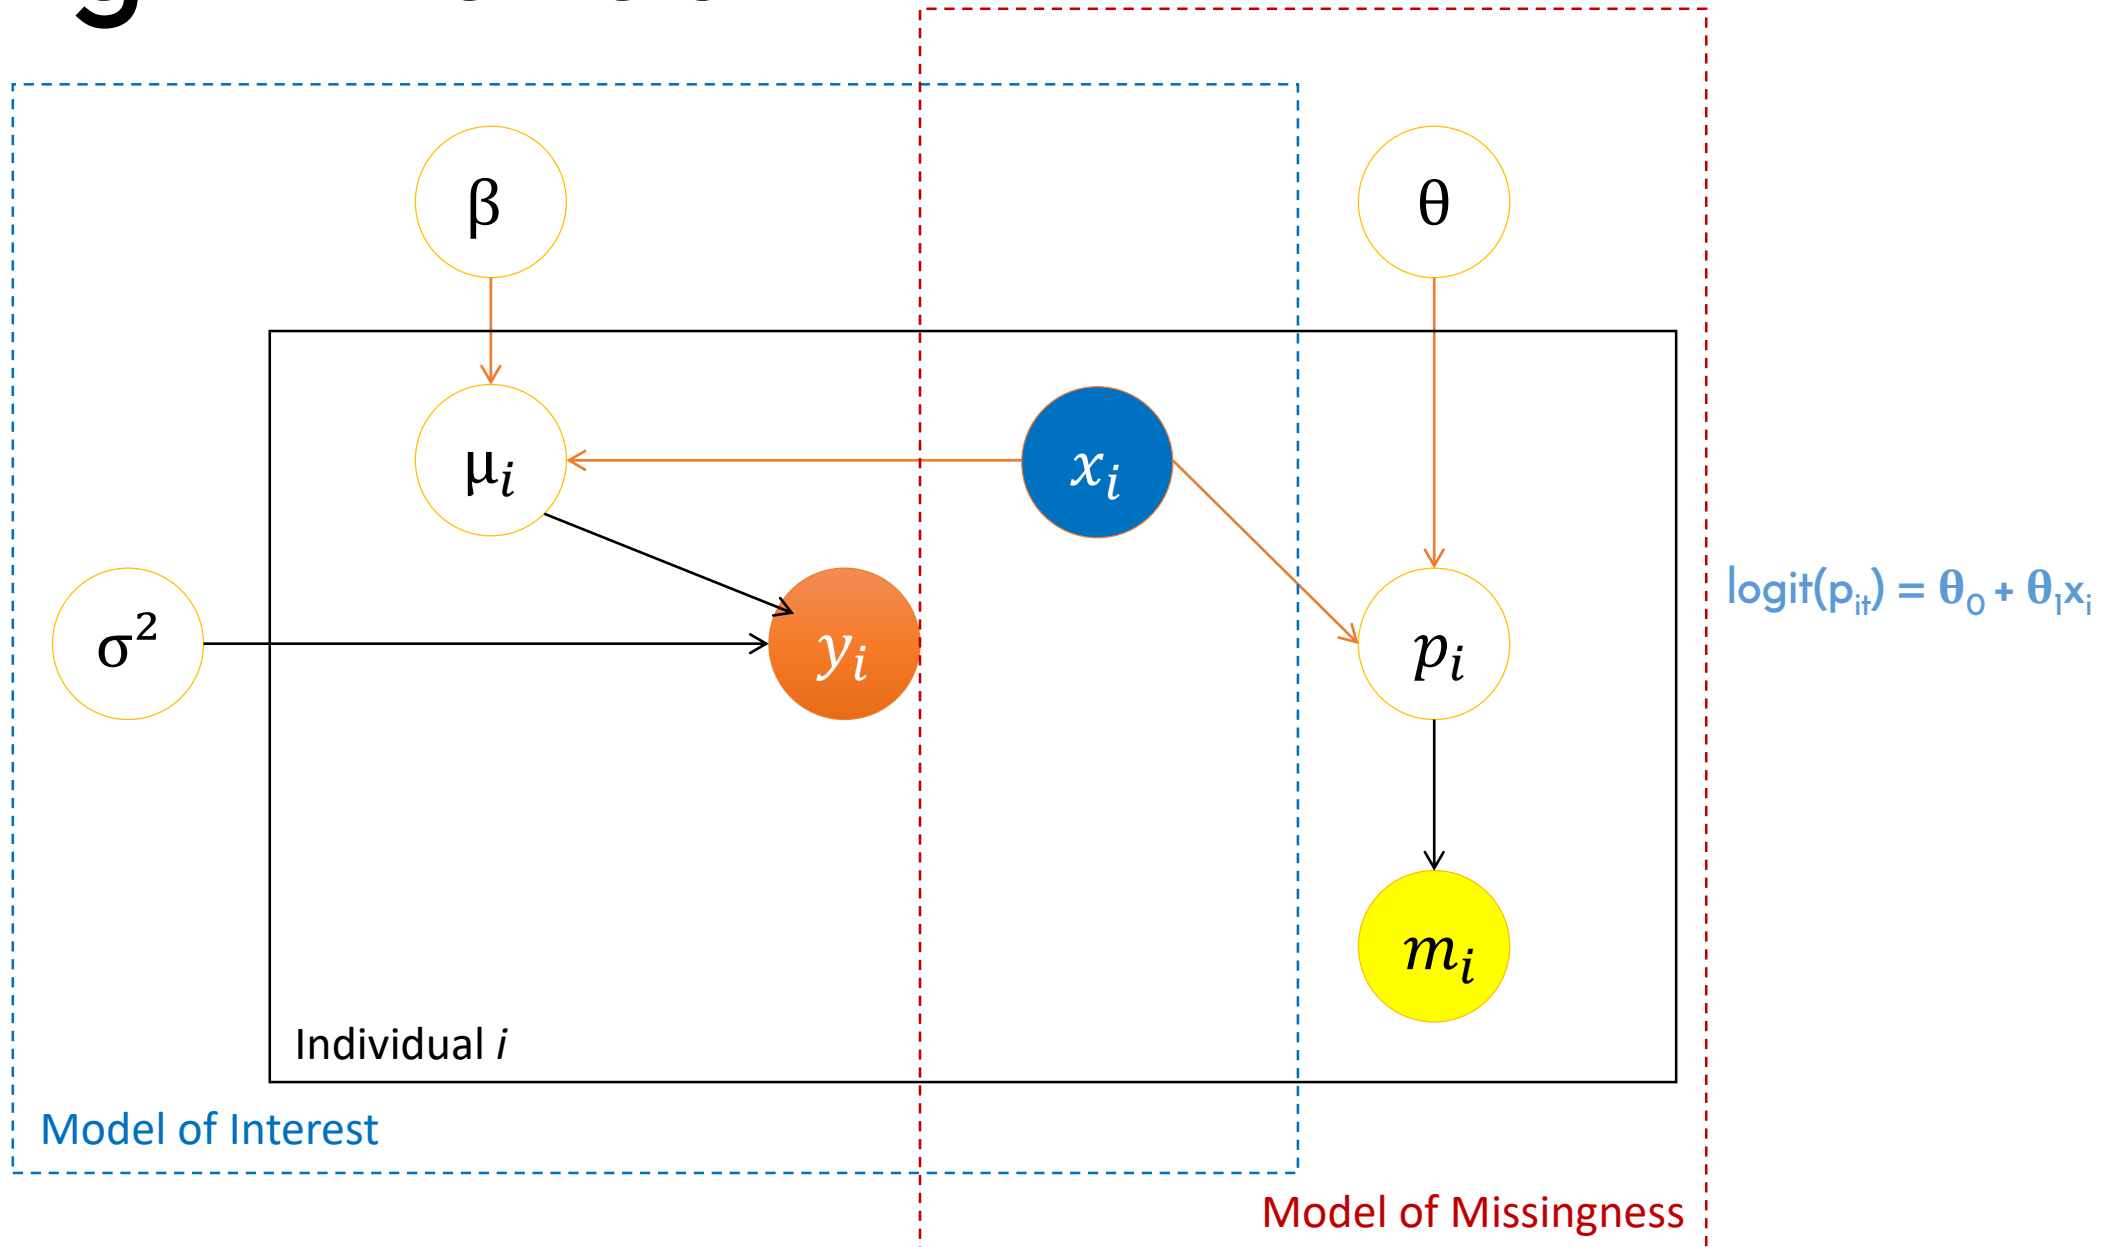 β
θ
μᵢ
xᵢ
logit(pᵢₜ) = θ₀ + θ₁xᵢ
σ²
yᵢ
pᵢ
mᵢ
Individual i
Model of Interest
Model of Missingness